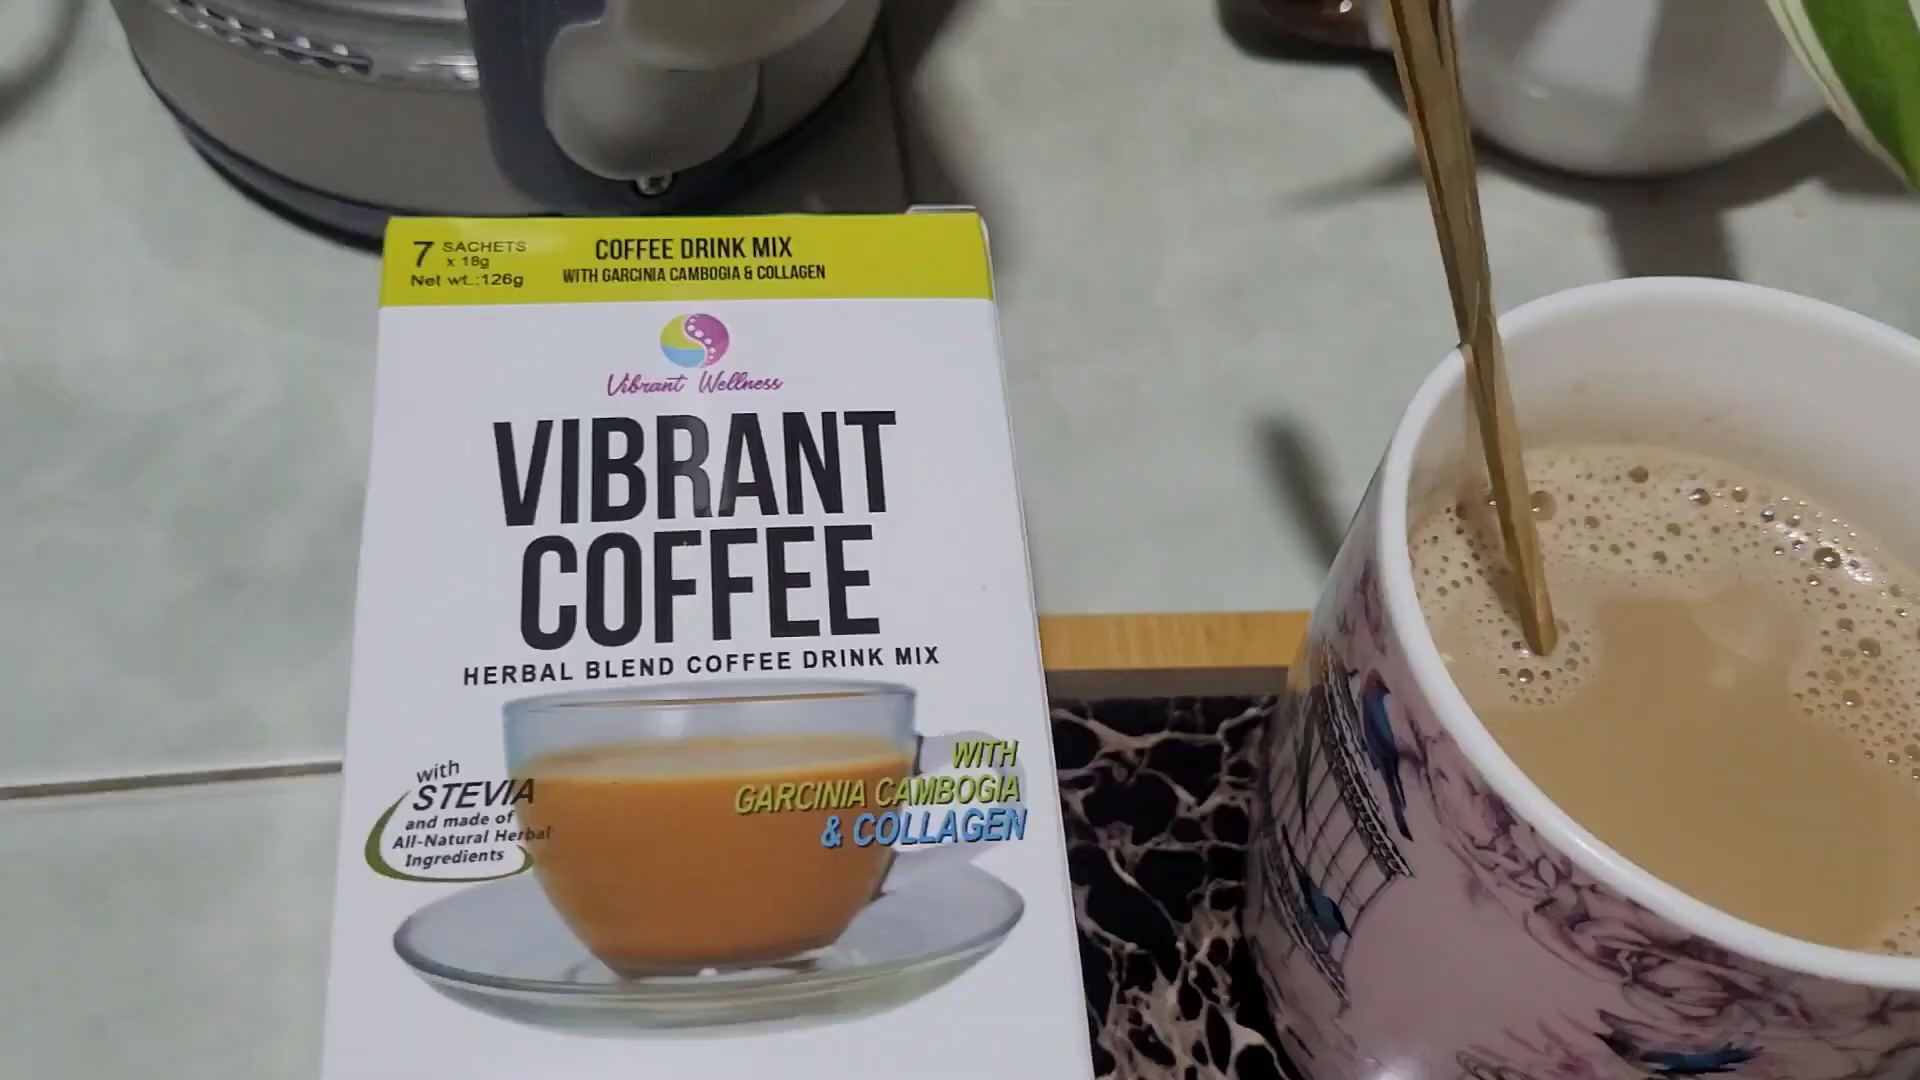 7 SACHETS
x 18g
Net wt.:126g
COFFEE DRINK MIX
WITH GARCINIA CAMBOGIA & COLLAGEN
Vibrant Wellness
VIBRANT
COFFEE
HERBAL BLEND COFFEE DRINK MIX
with
STEVIA
and made of
All-Natural Herbal
Ingredients
WITH
GARCINIA CAMBOGIA
& COLLAGEN